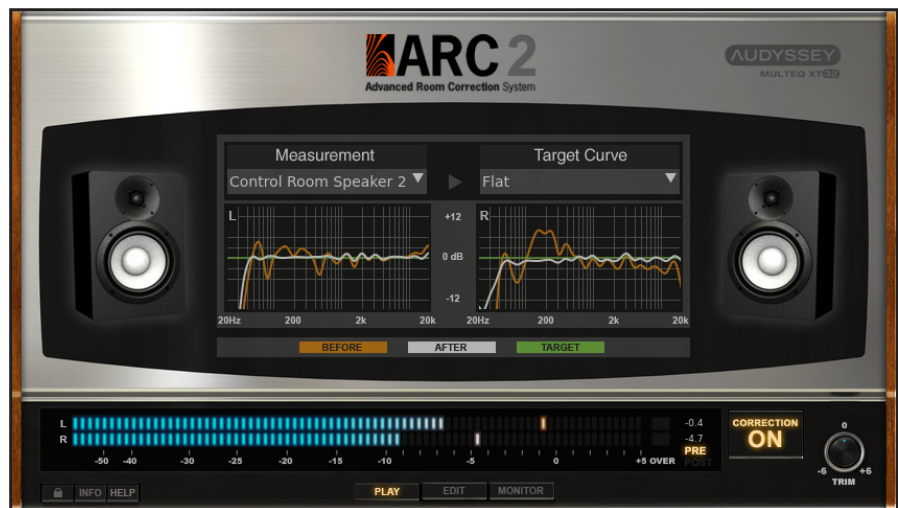 ARC 2
Advanced Room Correction System
AUDYSSEY
MULTEQ XT32
Measurement
Target Curve
Control Room Speaker 2
Flat
L
+12
0 dB
-12
R
20Hz 200 2k 20k
20Hz 200 2k 20k
BEFORE AFTER TARGET
L
R
-50 -40 -30 -25 -20 -15 -10 -5 0 +5 OVER
-0.4
-4.7
PRE
POST
CORRECTION
ON
0
-6 +6
TRIM
INFO HELP
PLAY EDIT MONITOR